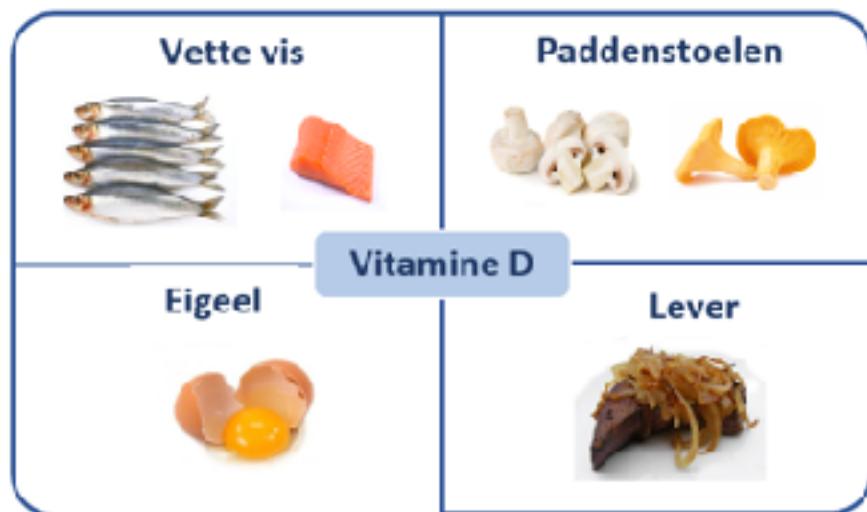 Vette vis
Paddenstoelen
Vitamine D
Eigeel
Lever